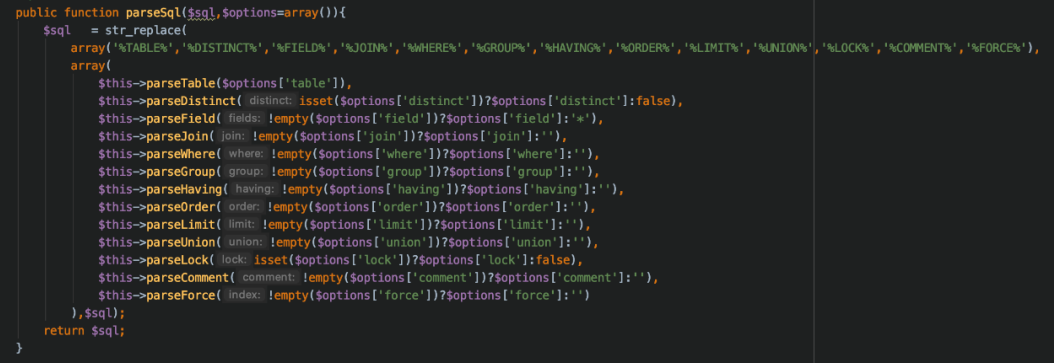 public function parseSql($sql,$options=array()){
    $sql   = str_replace(
        array('%TABLE%','%DISTINCT%','%FIELD%','%JOIN%','%WHERE%','%GROUP%','%HAVING%','%ORDER%','%LIMIT%','%UNION%','%LOCK%','%COMMENT%','%FORCE%'),
        array(
            $this->parseTable($options['table']),
            $this->parseDistinct( distinct: isset($options['distinct'])?$options['distinct']:false),
            $this->parseField( fields: !empty($options['field'])?$options['field']:'*'),
            $this->parseJoin( join: !empty($options['join'])?$options['join']:''),
            $this->parseWhere( where: !empty($options['where'])?$options['where']:''),
            $this->parseGroup( group: !empty($options['group'])?$options['group']:''),
            $this->parseHaving( having: !empty($options['having'])?$options['having']:''),
            $this->parseOrder( order: !empty($options['order'])?$options['order']:''),
            $this->parseLimit( limit: !empty($options['limit'])?$options['limit']:''),
            $this->parseUnion( union: !empty($options['union'])?$options['union']:''),
            $this->parseLock( lock: isset($options['lock'])?$options['lock']:false),
            $this->parseComment( comment: !empty($options['comment'])?$options['comment']:''),
            $this->parseForce( index: !empty($options['force'])?$options['force']:'')
        ),$sql);
    return $sql;
}